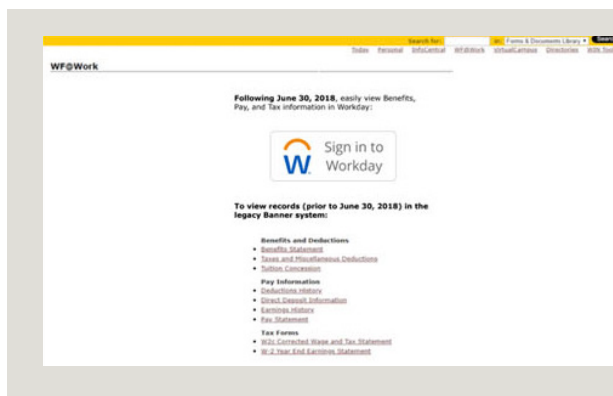 Search for: in: Forms & Documents Library
Today Personal InfoCentral WF@Work VirtualCampus Directories WIN
WF@Work
Following June 30, 2018, easily view Benefits,
Pay, and Tax information in Workday:
Sign in to
W. Workday
To view records (prior to June 30, 2018) in the
legacy Banner system:
Benefits and Deductions
• Benefits Statement
• Taxes and Miscellaneous Deductions
• Tuition Concession
Pay Information
• Deductions History
• Direct Deposit Information
• Earnings History
• Pay Statement
Tax Forms
• W2c Corrected Wage and Tax Statement
• W-2 Year End Earnings Statement